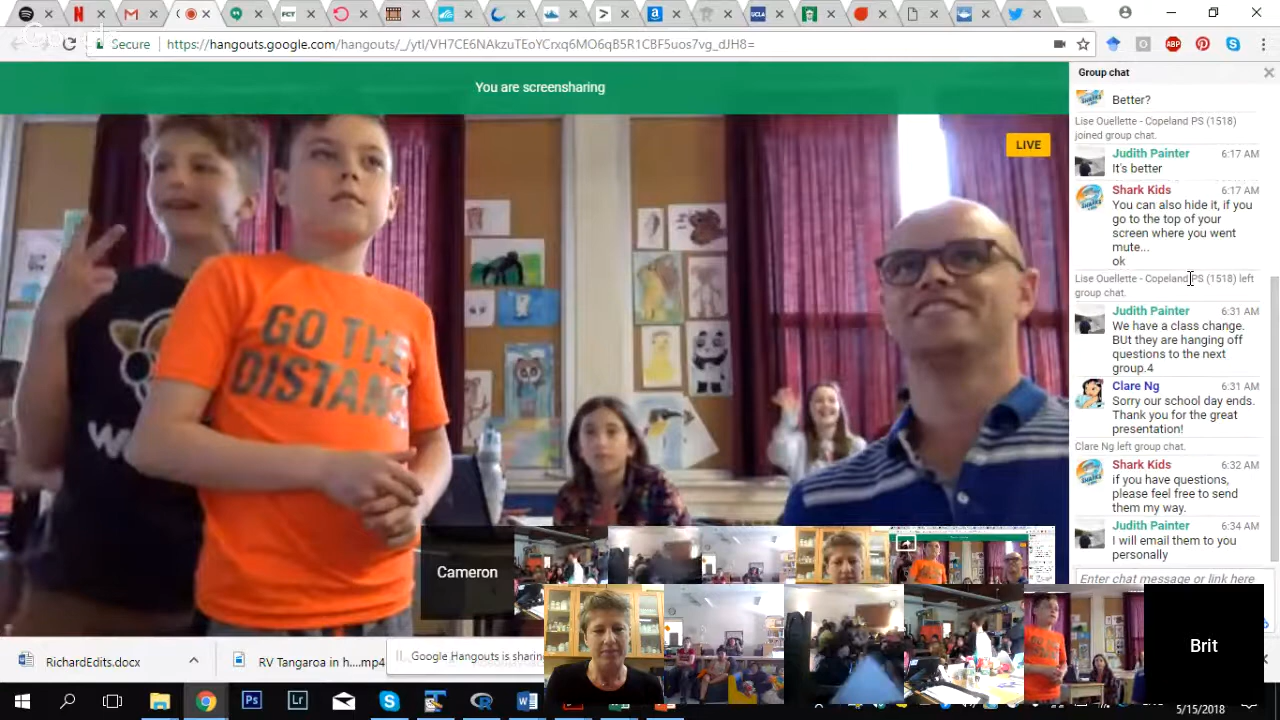 Secure
https://hangouts.google.com/hangouts/_/ytl/VH7CE6NAkzuTEoYCrxq6MO6qB5R1CBF5uos7vg_dJH8=
You are screensharing
LIVE
GO THE
DISTANC
Group chat
Better?
Lise Ouellette - Copeland PS (1518)
joined group chat.
Judith Painter 6:17 AM
It's better
Shark Kids 6:17 AM
You can also hide it, if you
go to the top of your
screen where you went
mute...
ok
Lise Ouellette - Copeland PS (1518) left
group chat.
Judith Painter 6:31 AM
We have a class change.
BUt they are hanging off
questions to the next
group.4
Clare Ng 6:31 AM
Sorry our school day ends.
Thank you for the great
presentation!
Clare Ng left group chat.
Shark Kids 6:32 AM
if you have questions,
please feel free to send
them my way.
Judith Painter 6:34 AM
I will email them to you
personally
Enter chat message or link here
Cameron
Brit
RichardEdits.docx
RV Tangaroa in h....mp4
Google Hangouts is sharing
5/15/2018